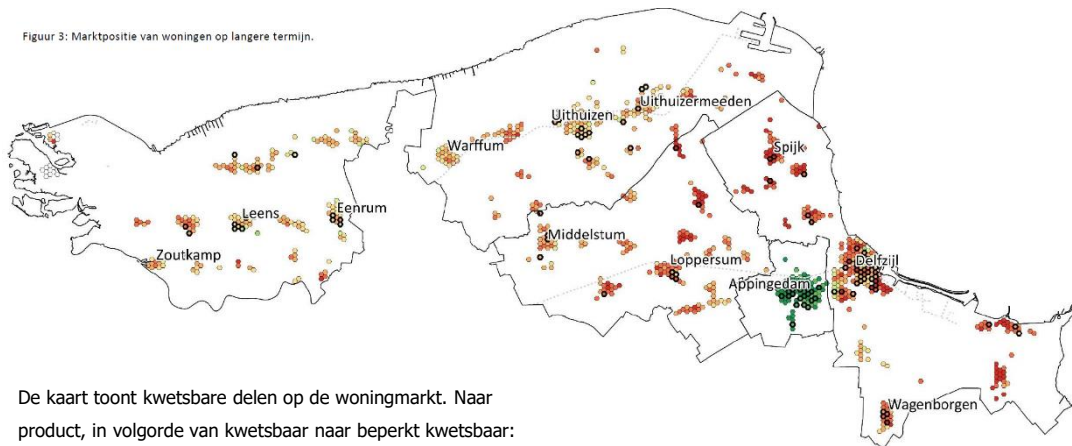 Figuur 3: Marktpositie van woningen op langere termijn.
Uithuizermeeden
Uithuizen
Warffum
Spijk
Leens
Eenrum
Middelstum
Zoutkamp
Loppersum
Delfzijl
Appingedam
Wagenborgen
De kaart toont kwetsbare delen op de woningmarkt. Naar
product, in volgorde van kwetsbaar naar beperkt kwetsbaar: